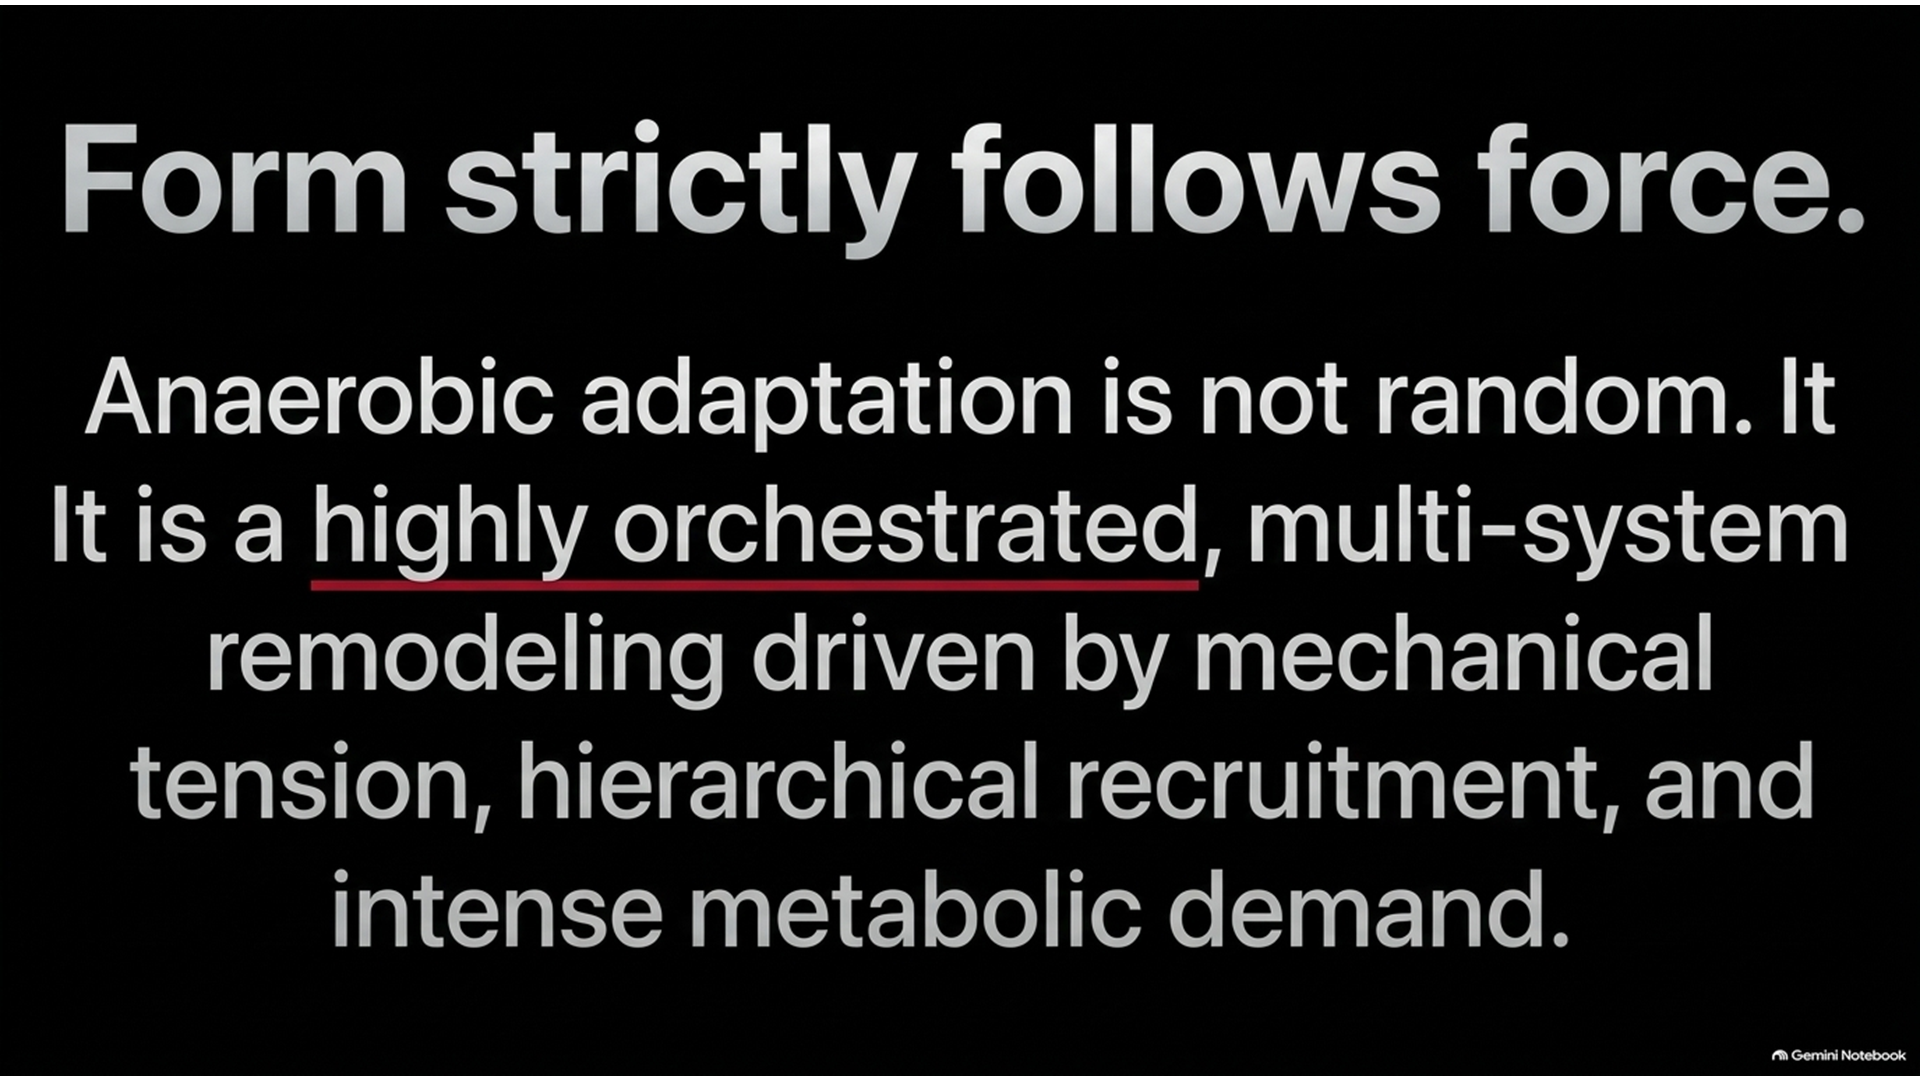 Form strictly follows force.
Anaerobic adaptation is not random. It
It is a highly orchestrated, multi-system
remodeling driven by mechanical
tension, hierarchical recruitment, and
intense metabolic demand.
Gemini Notebook